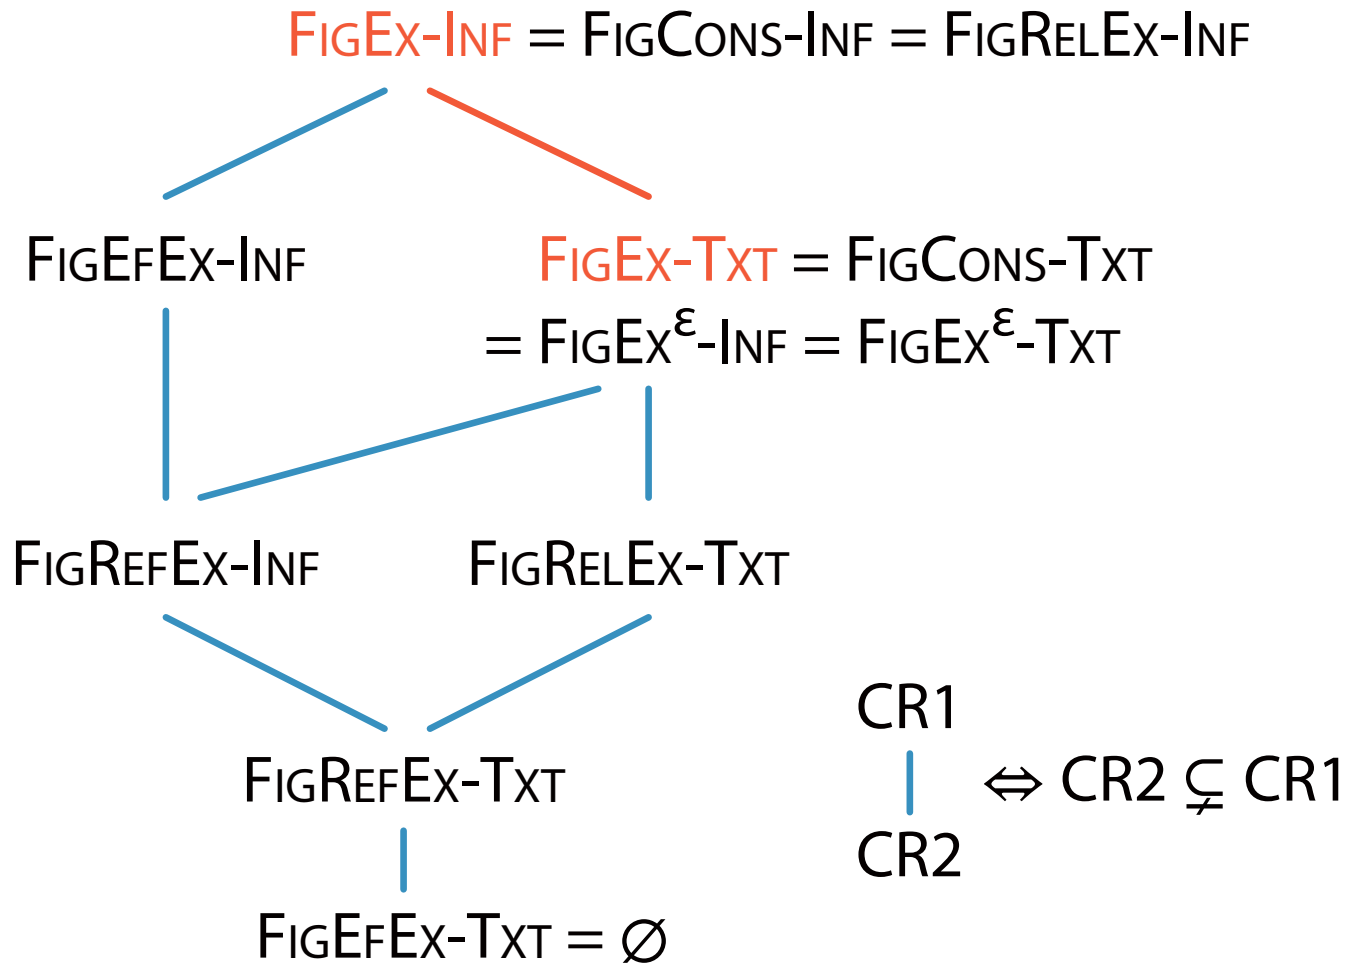 FIGEX-INF = FIGCONS-INF = FIGRELEX-INF
FIGEFEX-INF
FIGEX-TXT = FIGCONS-TXT
= FIGEX^ε-INF = FIGEX^ε-TXT
FIGREFEX-INF
FIGRELEX-TXT
FIGREFEX-TXT
FIGEFEX-TXT = ∅
CR1
⇔ CR2 ⊊ CR1
CR2